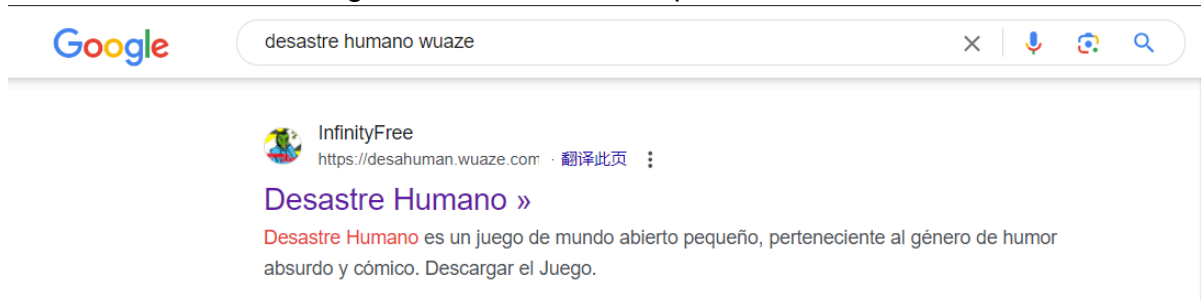 Google
desastre humano wuaze
InfinityFree
https://desahuman.wuaze.com · 翻译此页
Desastre Humano »
Desastre Humano es un juego de mundo abierto pequeño, perteneciente al género de humor
absurdo y cómico. Descargar el Juego.